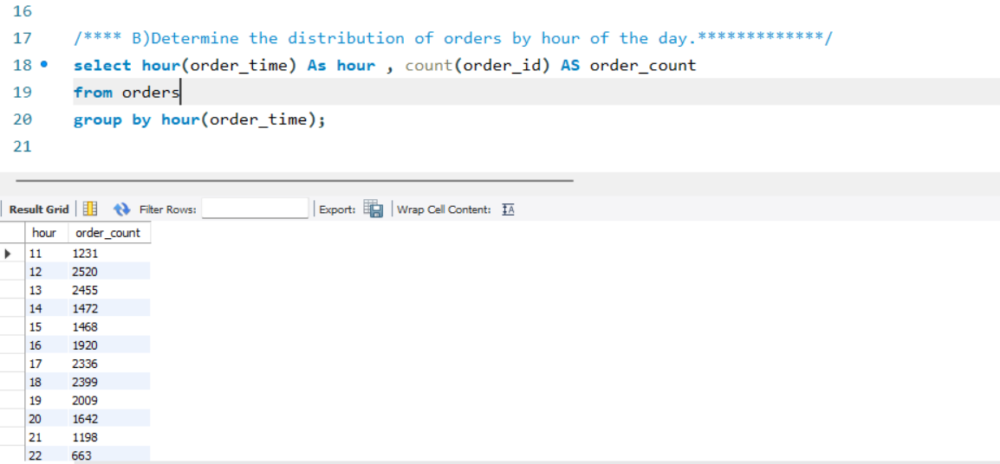 16
17 /**** B)Determine the distribution of orders by hour of the day.*************/
18 select hour(order_time) As hour , count(order_id) AS order_count
19 from orders
20 group by hour(order_time);
21
Result Grid Filter Rows: Export: Wrap Cell Content: IA
hour order_count
11 1231
12 2520
13 2455
14 1472
15 1468
16 1920
17 2336
18 2399
19 2009
20 1642
21 1198
22 663